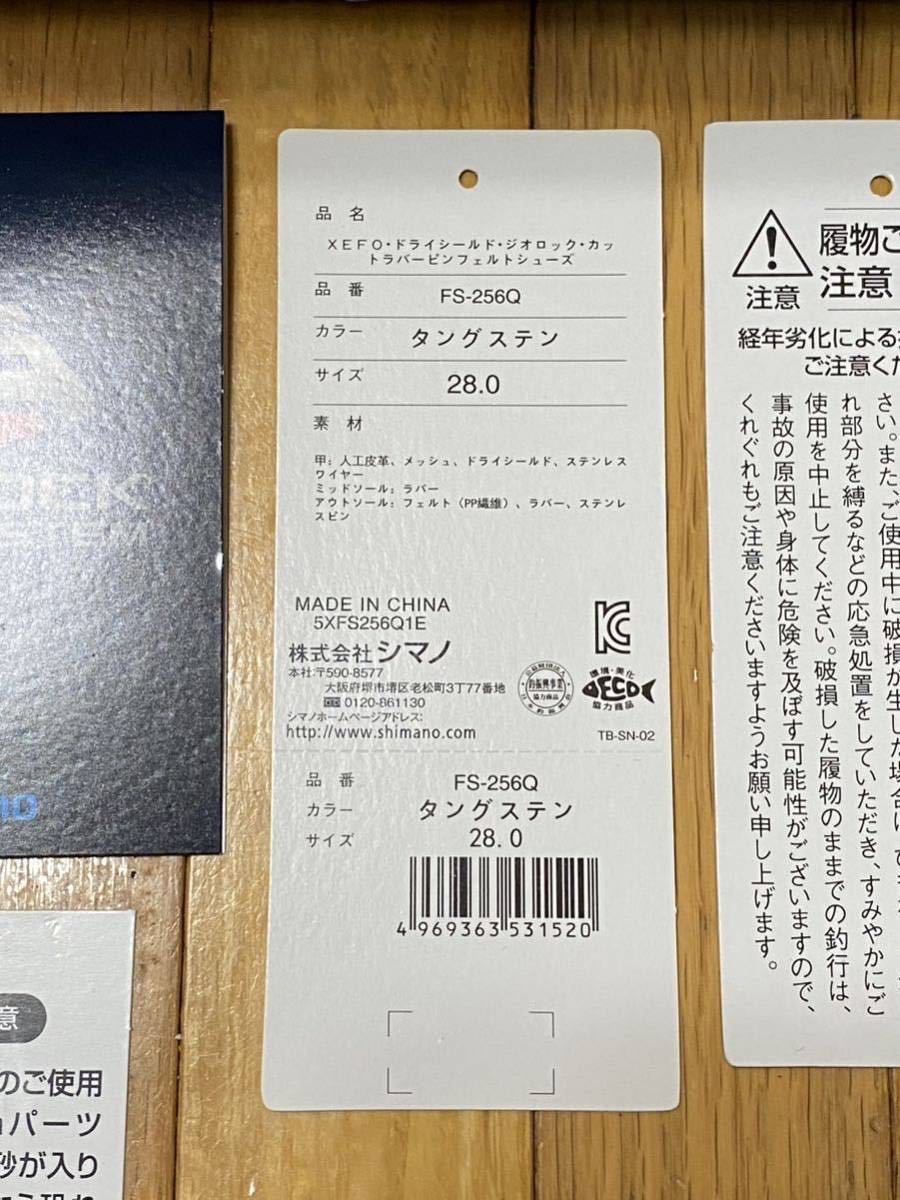 品名
XEFO・ドライシールド・ジオロック・カッ
トラバーピンフェルトシューズ
品番 FS-256Q
カラー タングステン
サイズ 28.0
素材
甲：人工皮革、メッシュ、ドライシールド、ステンレス
ワイヤー
ミッドソール：ラバー
アウトソール：フェルト（PP繊維）、ラバー、ステンレ
スピン
MADE IN CHINA
5XFS256Q1E
株式会社シマノ
本社：〒590-8577
大阪府堺市堺区老松町3丁77番地
0120-861130
シマノホームページアドレス：
http://www.shimano.com
環境・美化
ECO
協力商品
TB-SN-02
品番 FS-256Q
カラー タングステン
サイズ 28.0
4 969363 531520
履物ご
注意
注意
経年劣化による
ご注意くだ
さい。また、ご使用中に破損が生じた場合は、
れ部分を縛るなどの応急処置をしていただき、すみやかにご
使用を中止してください。破損した履物のままでの釣行は、
事故の原因や身体に危険を及ぼす可能性がございますので、
くれぐれもご注意くださいますようお願い申し上げます。
意
のご使用
パーツ
砂が入り